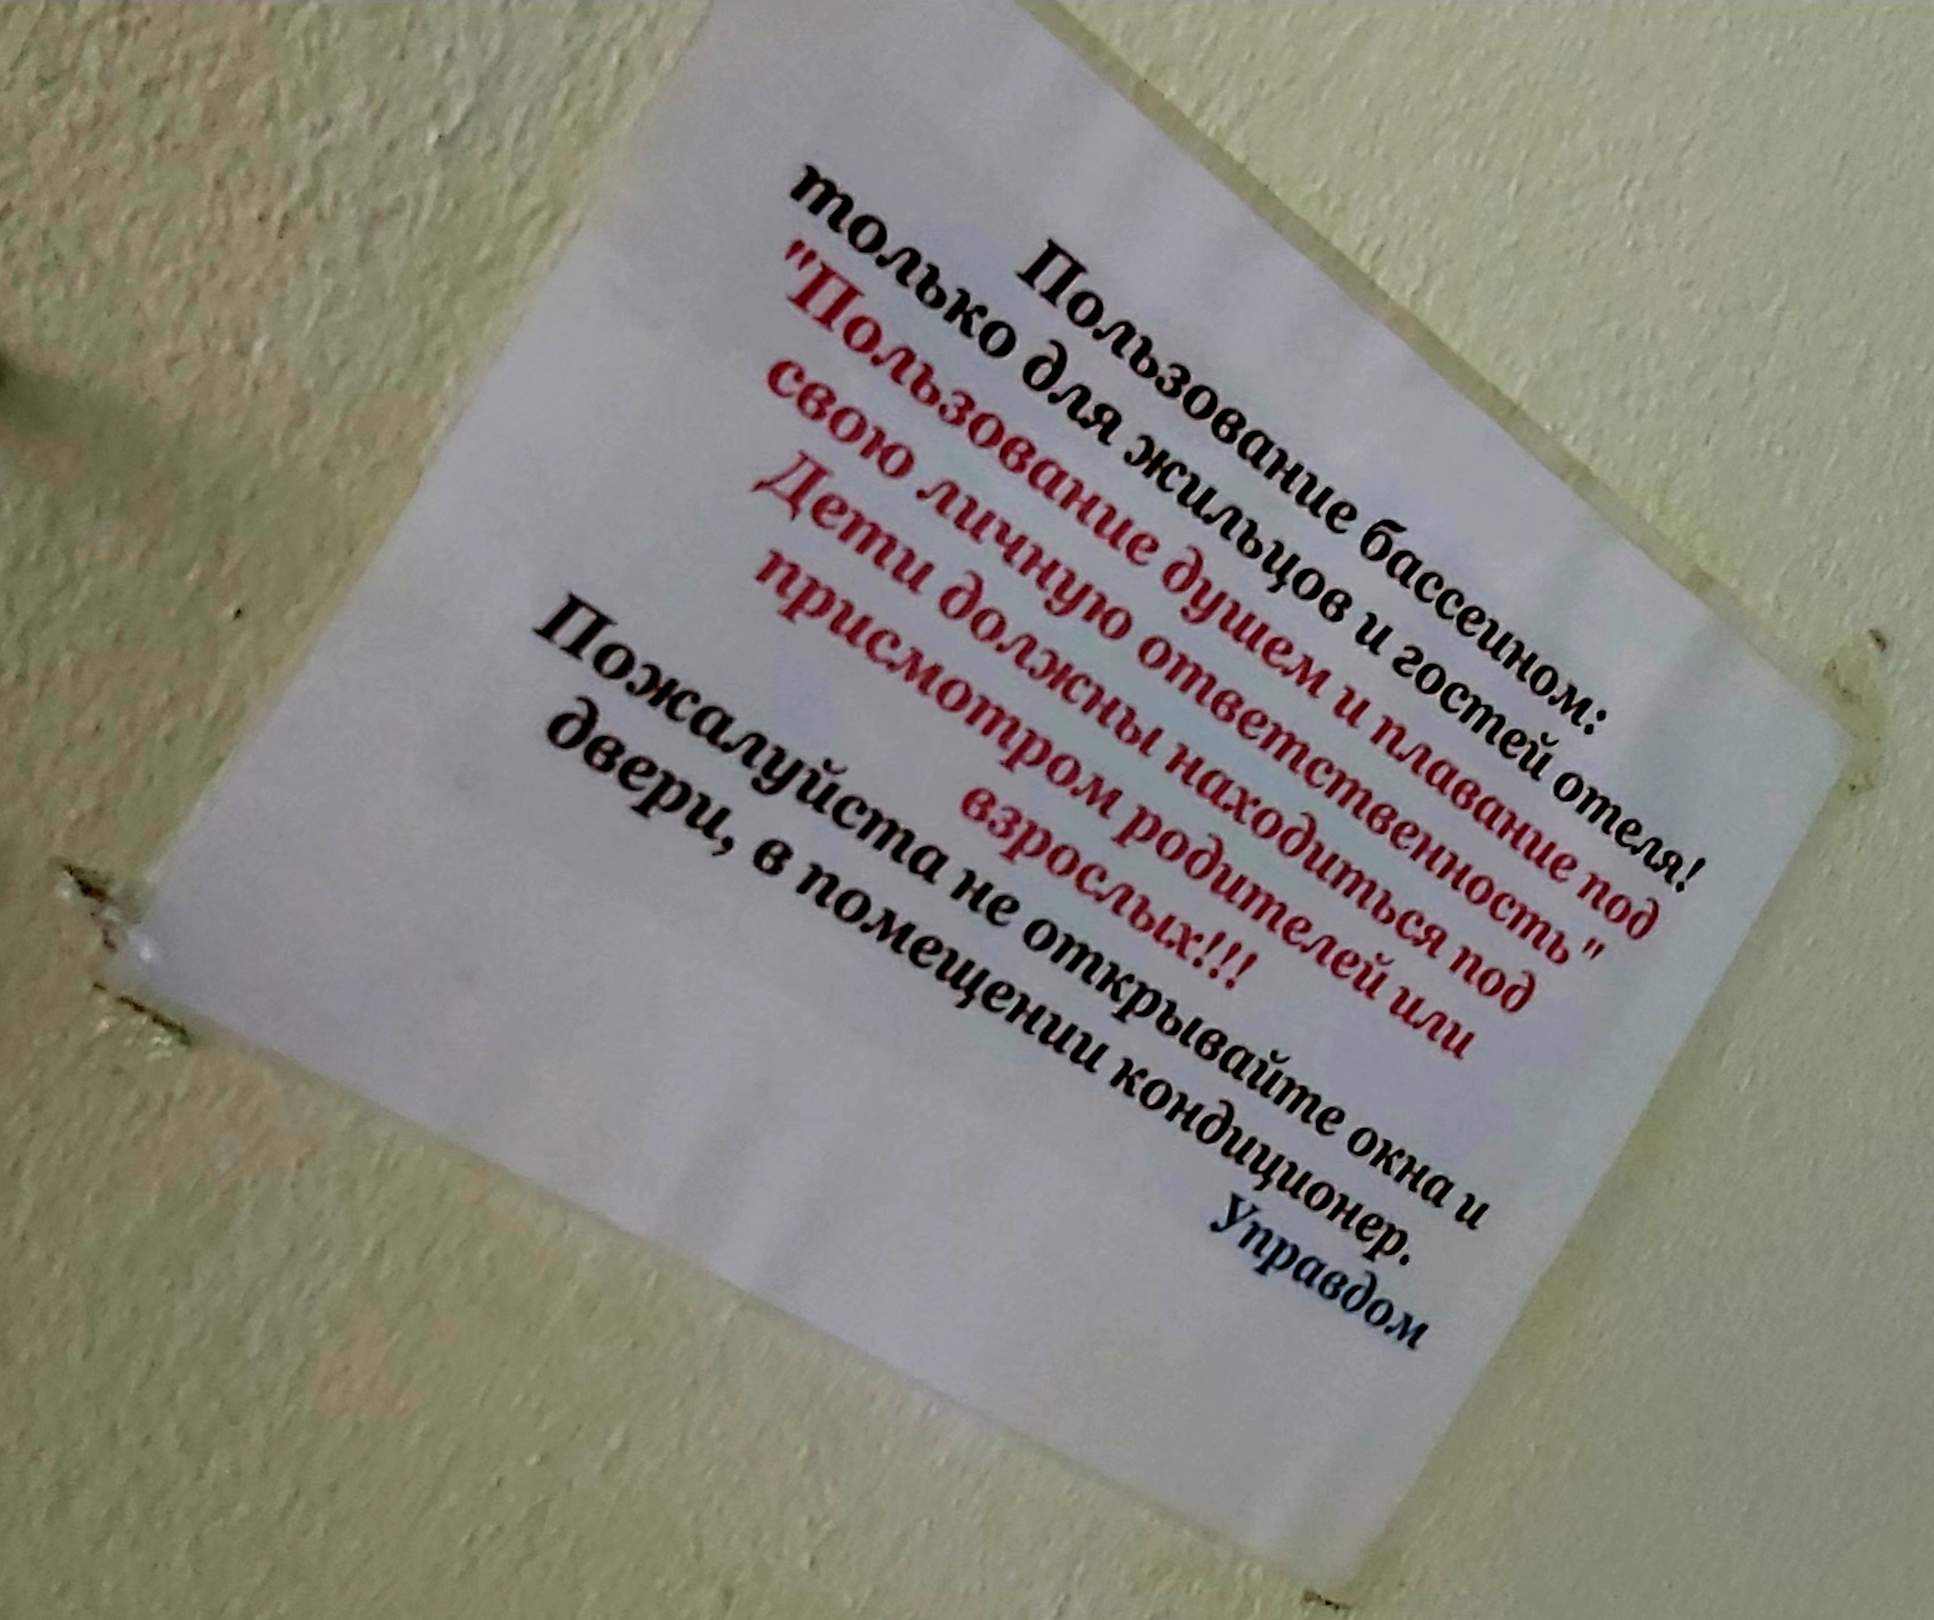 Пользование бассеином:
только для жильцов и гостей отеля!
"Пользование душем и плавание под
свою личную ответственность"
Дети должны находиться под
присмотром родителей или
взрослых!!!
Пожалуйста не открывайте окна и
двери, в помещении кондиционер.
Управдом